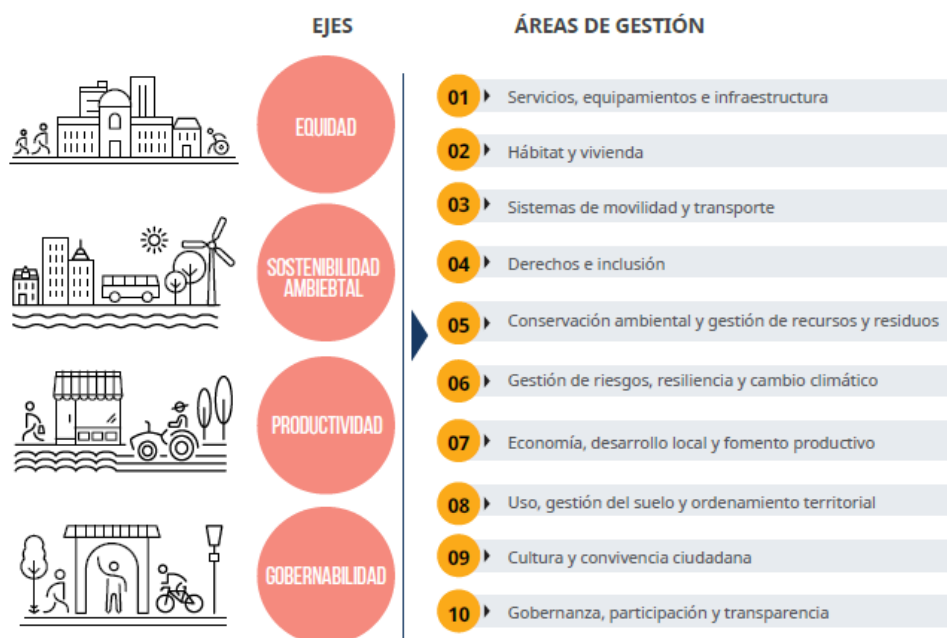 EJES
ÁREAS DE GESTIÓN
EQUIDAD
SOSTENIBILIDAD
AMBIEBTAL
PRODUCTIVIDAD
GOBERNABILIDAD
01 Servicios, equipamientos e infraestructura
02 Hábitat y vivienda
03 Sistemas de movilidad y transporte
04 Derechos e inclusión
05 Conservación ambiental y gestión de recursos y residuos
06 Gestión de riesgos, resiliencia y cambio climático
07 Economía, desarrollo local y fomento productivo
08 Uso, gestión del suelo y ordenamiento territorial
09 Cultura y convivencia ciudadana
10 Gobernanza, participación y transparencia